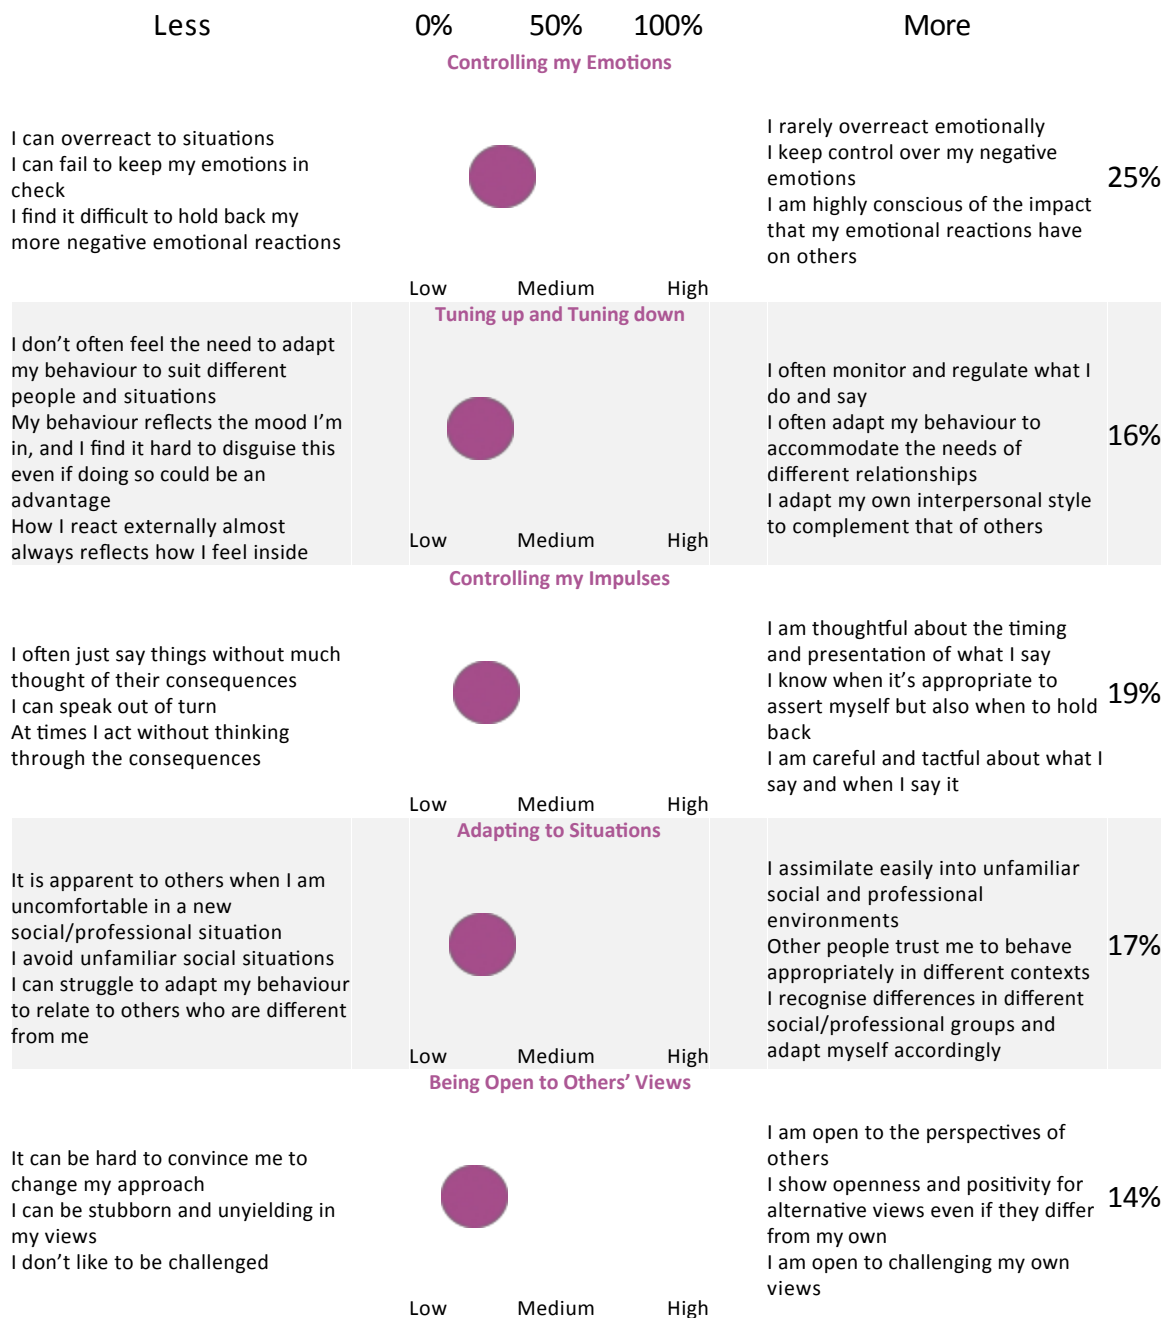 Less 0% 50% 100% More
Controlling my Emotions
I can overreact to situations
I can fail to keep my emotions in
check
I find it difficult to hold back my
more negative emotional reactions
Low Medium High
I rarely overreact emotionally
I keep control over my negative
emotions
I am highly conscious of the impact
that my emotional reactions have
on others
25%
Tuning up and Tuning down
I don’t often feel the need to adapt
my behaviour to suit different
people and situations
My behaviour reflects the mood I’m
in, and I find it hard to disguise this
even if doing so could be an
advantage
How I react externally almost
always reflects how I feel inside
Low Medium High
I often monitor and regulate what I
do and say
I often adapt my behaviour to
accommodate the needs of
different relationships
I adapt my own interpersonal style
to complement that of others
16%
Controlling my Impulses
I often just say things without much
thought of their consequences
I can speak out of turn
At times I act without thinking
through the consequences
Low Medium High
I am thoughtful about the timing
and presentation of what I say
I know when it’s appropriate to
assert myself but also when to hold
back
I am careful and tactful about what I
say and when I say it
19%
Adapting to Situations
It is apparent to others when I am
uncomfortable in a new
social/professional situation
I avoid unfamiliar social situations
I can struggle to adapt my behaviour
to relate to others who are different
from me
Low Medium High
I assimilate easily into unfamiliar
social and professional
environments
Other people trust me to behave
appropriately in different contexts
I recognise differences in different
social/professional groups and
adapt myself accordingly
17%
Being Open to Others’ Views
It can be hard to convince me to
change my approach
I can be stubborn and unyielding in
my views
I don’t like to be challenged
Low Medium High
I am open to the perspectives of
others
I show openness and positivity for
alternative views even if they differ
from my own
I am open to challenging my own
views
14%